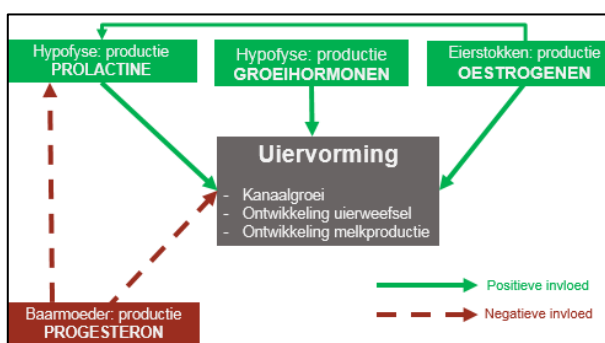 Hypofyse: productie
PROLACTINE
Hypofyse: productie
GROEIHORMONEN
Eierstokken: productie
OESTROGENEN
Uiervorming
- Kanaalgroei
- Ontwikkeling uierweefsel
- Ontwikkeling melkproductie
Positieve invloed
Negatieve invloed
Baarmoeder: productie
PROGESTERON